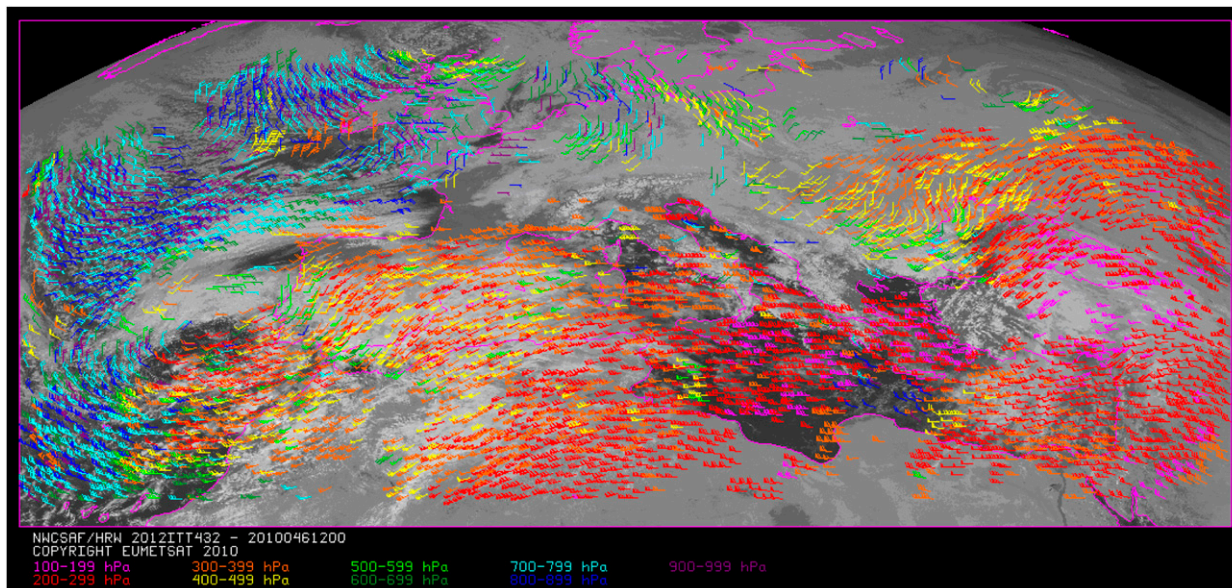 NWCSAF/HRW 2012ITT432 - 20100461200
COPYRIGHT EUMETSAT 2010
100-199 hPa 300-399 hPa 500-599 hPa 700-799 hPa 900-999 hPa
200-299 hPa 400-499 hPa 600-699 hPa 800-899 hPa